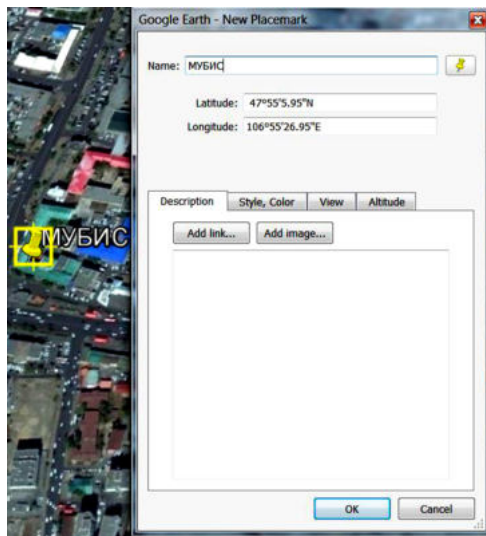 Google Earth - New Placemark
Name: МУБИС
Latitude: 47°55'5.95"N
Longitude: 106°55'26.95"E
Description Style, Color View Altitude
Add link... Add image...
МУБИС
OK Cancel